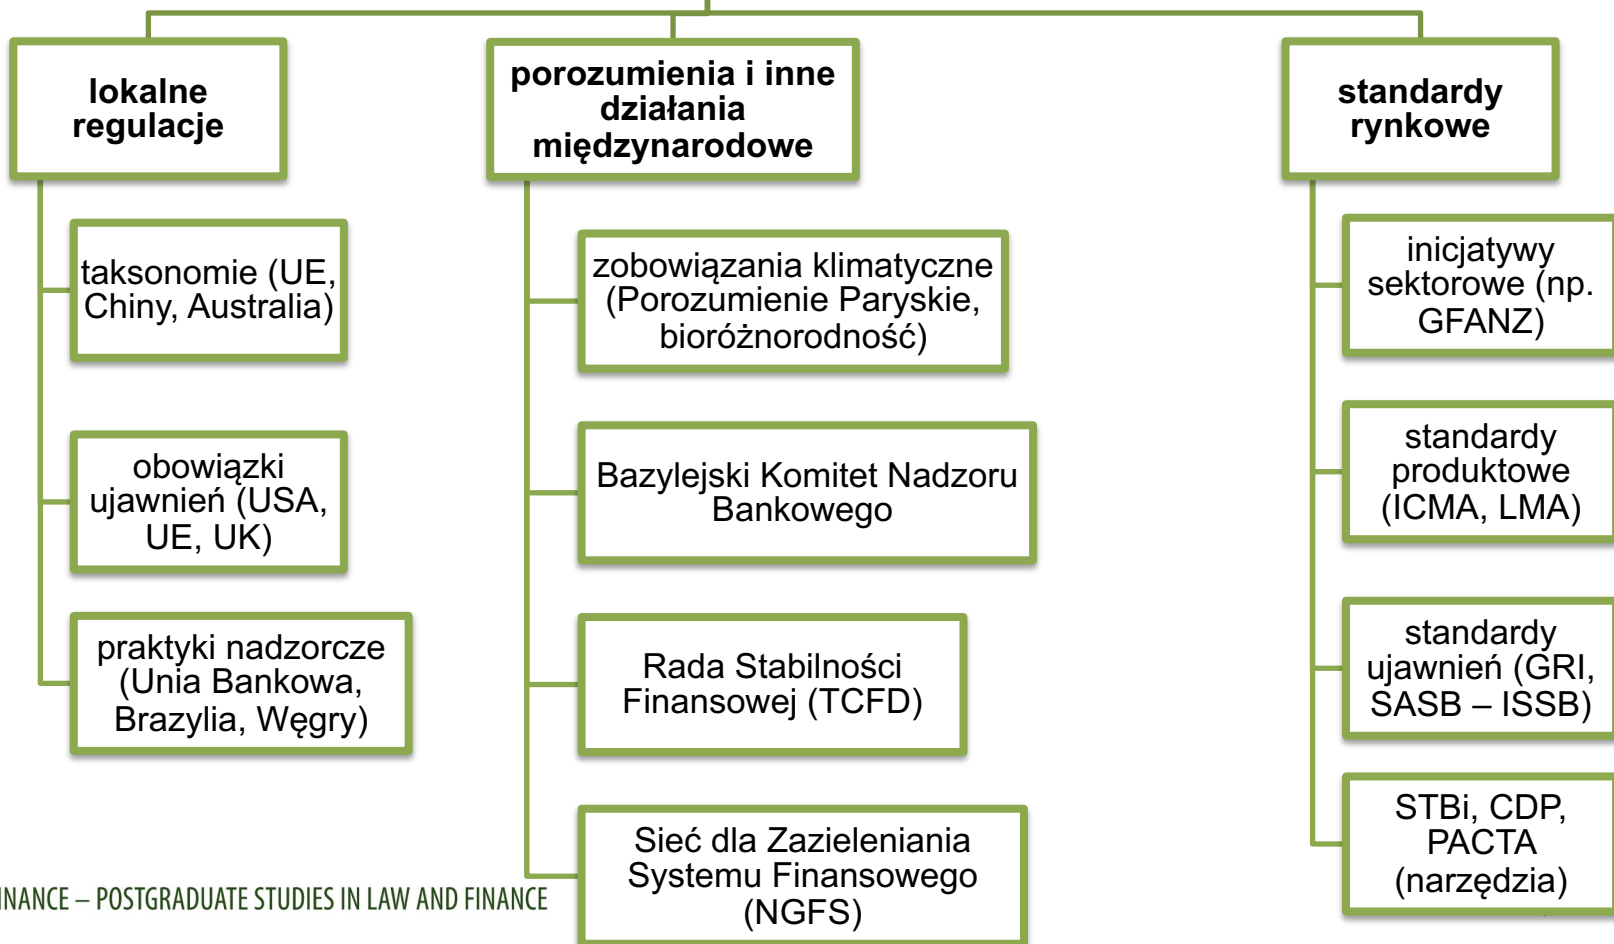 lokalne
regulacje
taksonomie (UE,
Chiny, Australia)
obowiązki
ujawnień (USA,
UE, UK)
praktyki nadzorcze
(Unia Bankowa,
Brazylia, Węgry)
porozumienia i inne
działania
międzynarodowe
zobowiązania klimatyczne
(Porozumienie Paryskie,
bioróżnorodność)
Bazylejski Komitet Nadzoru
Bankowego
Rada Stabilności
Finansowej (TCFD)
Sieć dla Zazieleniania
Systemu Finansowego
(NGFS)
standardy
rynkowe
inicjatywy
sektorowe (np.
GFANZ)
standardy
produktowe
(ICMA, LMA)
standardy
ujawnień (GRI,
SASB – ISSB)
STBi, CDP,
PACTA
(narzędzia)
INANCE – POSTGRADUATE STUDIES IN LAW AND FINANCE